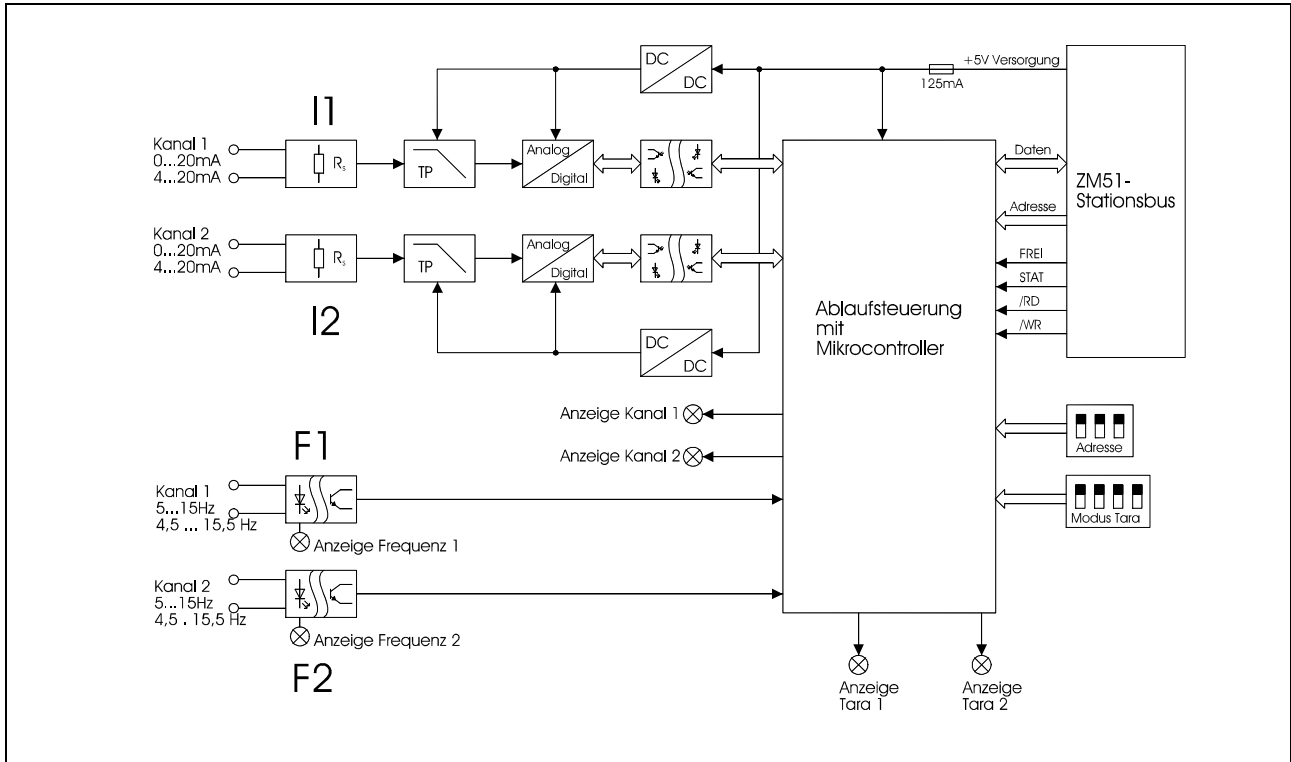 DC
DC
+5V Versorgung
125mA
I1
Kanal 1
0...20mA
4...20mA
Rs
TP
Analog
Digital
Daten
ZM51-
Stationsbus
Adresse
Kanal 2
0...20mA
4...20mA
Rs
TP
Analog
Digital
FREI
STAT
/RD
/WR
I2
Ablaufsteuerung
mit
Mikrocontroller
DC
DC
Anzeige Kanal 1
Anzeige Kanal 2
Adresse
F1
Kanal 1
5...15Hz
4,5 ... 15,5 Hz
Anzeige Frequenz 1
Modus Tara
Kanal 2
5...15Hz
4,5 . 15,5 Hz
Anzeige Frequenz 2
F2
Anzeige
Tara 1
Anzeige
Tara 2